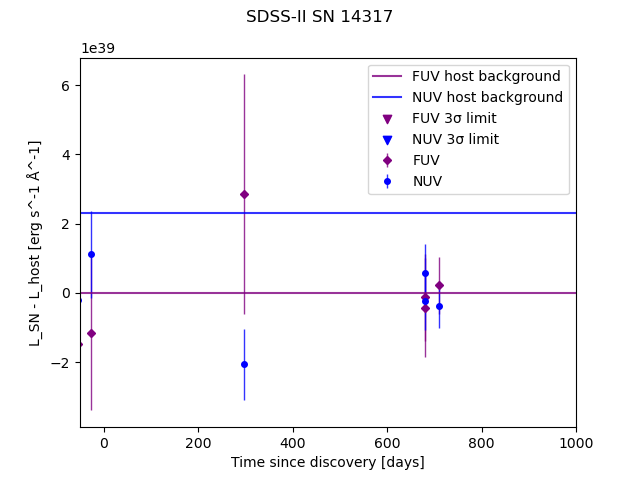 SDSS-II SN 14317
1e39
FUV host background
NUV host background
FUV 3σ limit
NUV 3σ limit
FUV
NUV
6
4
2
0
−2
L_SN - L_host [erg s^-1 Å^-1]
0 200 400 600 800 1000
Time since discovery [days]